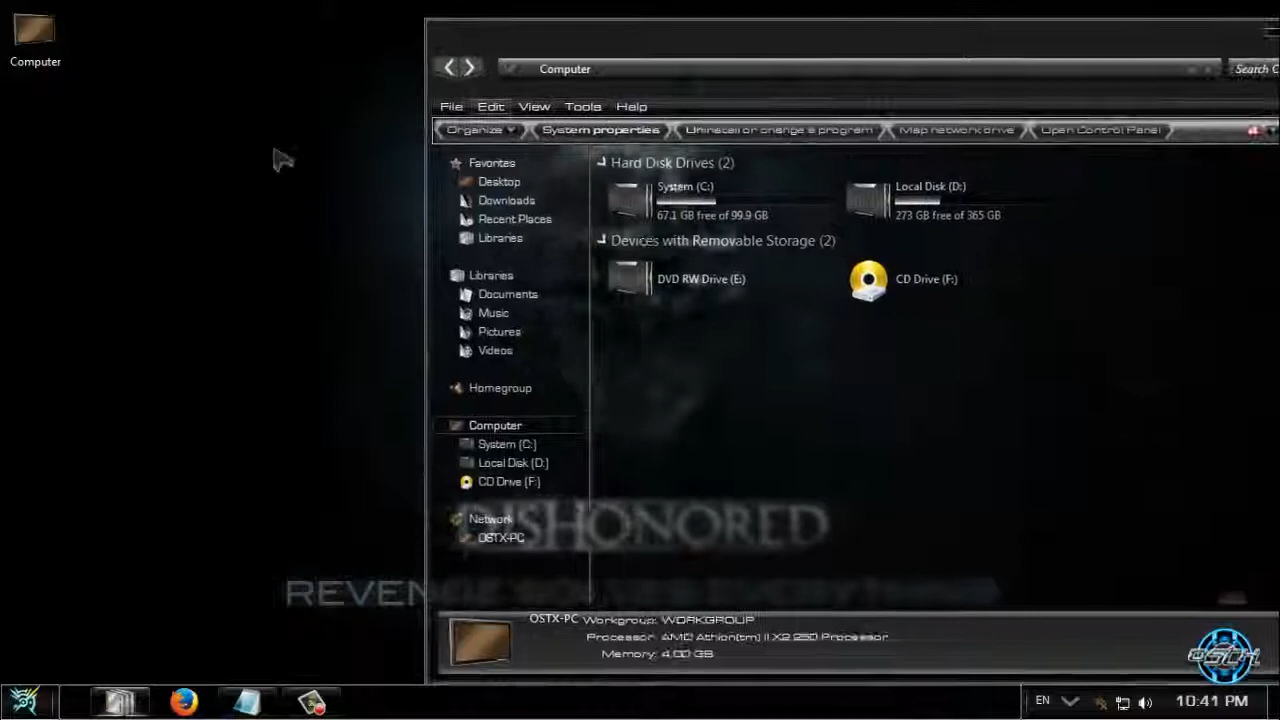 Computer
Computer
Search C
File Edit View Tools Help
Organize System properties Uninstall or change a program Map network drive Open Control Panel
Favorites
Desktop
Downloads
Recent Places
Libraries
Libraries
Documents
Music
Pictures
Videos
Homegroup
Computer
System (C:)
Local Disk (D:)
CD Drive (F:)
Network
OSTX-PC
Hard Disk Drives (2)
System (C:)
67.1 GB free of 99.9 GB
Local Disk (D:)
273 GB free of 365 GB
Devices with Removable Storage (2)
DVD RW Drive (E:)
CD Drive (F:)
DISHONORED
REVENGE SOLVES EVERYTHING
OSTX-PC Workgroup: WORKGROUP
Processor: AMD Athlon(tm) II X2 250 Processor
Memory: 4.00 GB
EN
10:41 PM